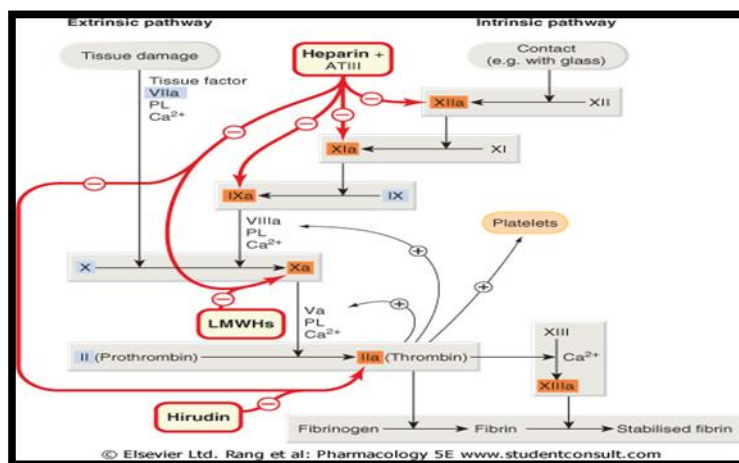 Extrinsic pathway
Intrinsic pathway
Tissue damage
Heparin +
ATIII
Contact
(e.g. with glass)
Tissue factor
VIIa
PL
Ca2+
XIIa
XII
XIa
XI
IXa
IX
VIIIa
PL
Ca2+
Platelets
X
Xa
LMWHs
Va
PL
Ca2+
XIII
Ca2+
XIIIa
II (Prothrombin)
IIa (Thrombin)
Hirudin
Fibrinogen
Fibrin
Stabilised fibrin
© Elsevier Ltd. Rang et al: Pharmacology 5E www.studentconsult.com